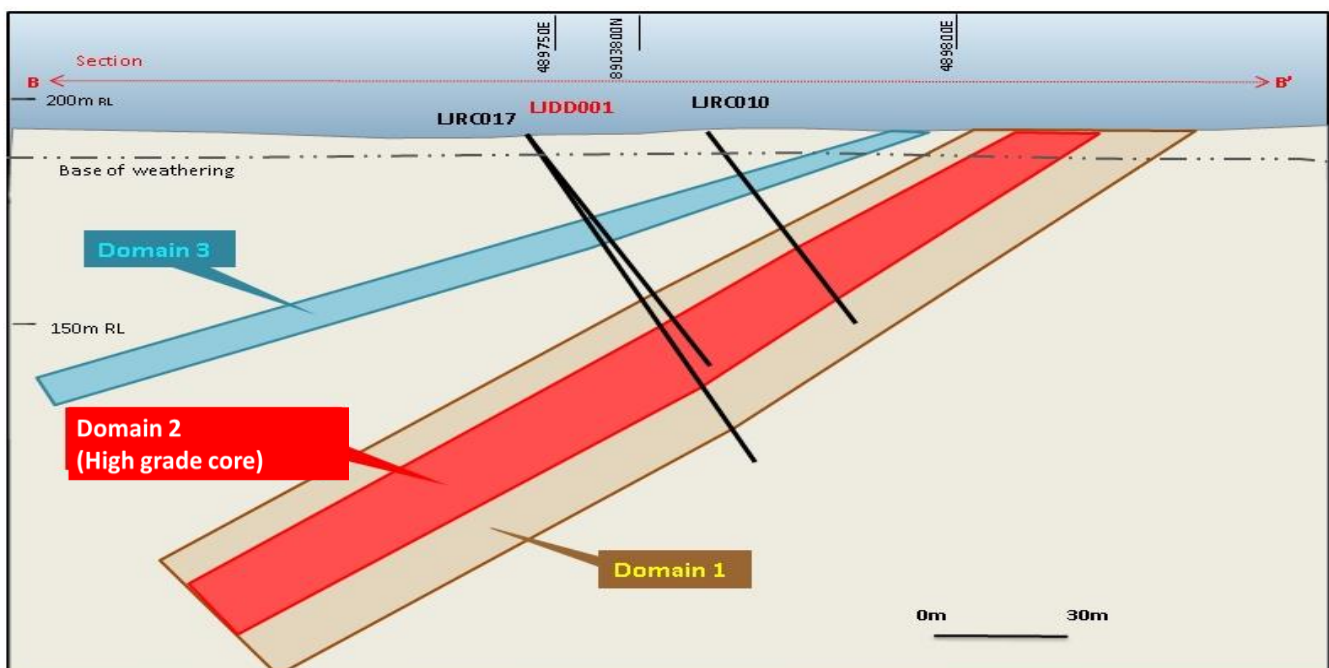 489750E
8903800N
489800E
Section
B
B'
200m RL
LJRC017
LJDD001
LJRC010
Base of weathering
Domain 3
150m RL
Domain 2
(High grade core)
Domain 1
0m
30m